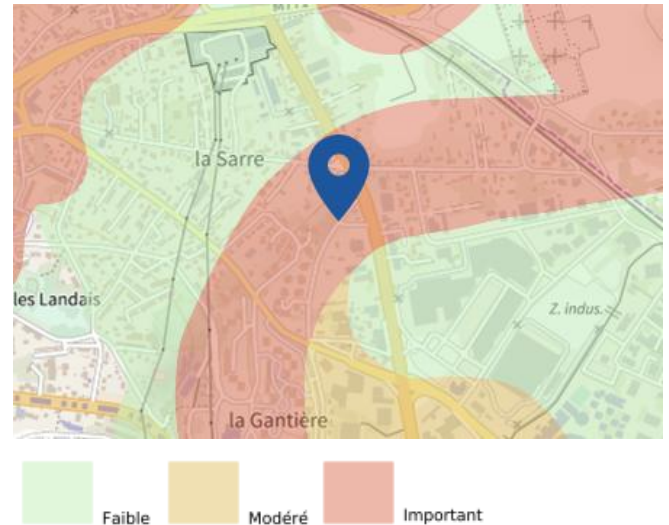 la Sarre
les Landais
Z. indus.
la Gantière
Faible Modéré Important